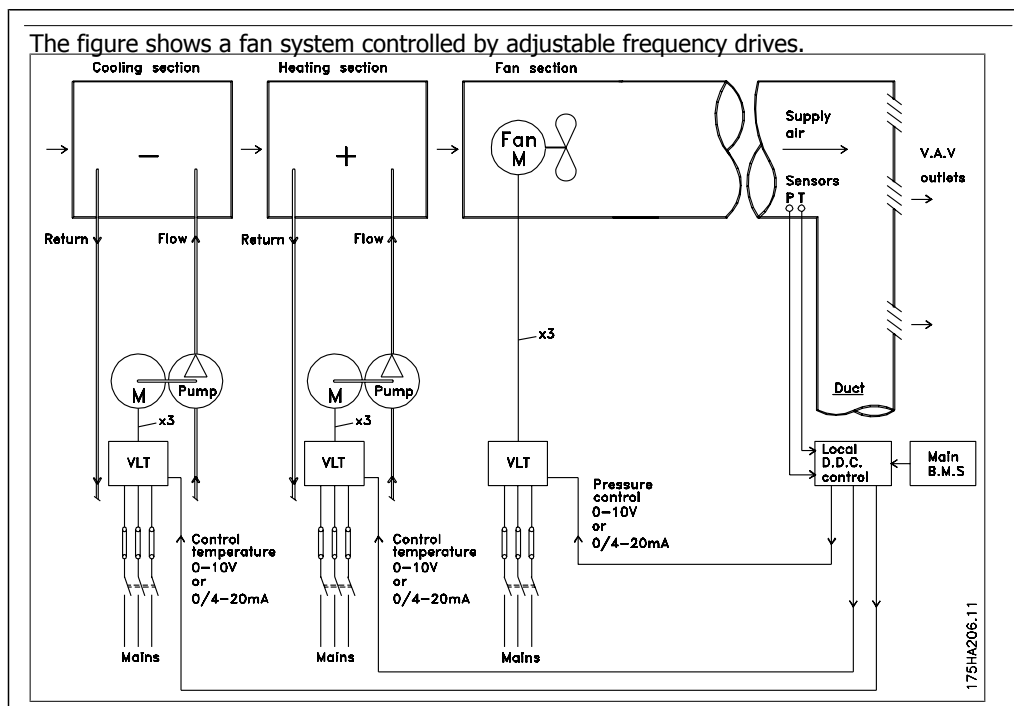 The figure shows a fan system controlled by adjustable frequency drives.
Cooling section
Heating section
Fan section
−
+
Fan
M
Supply
air
Sensors
P T
V.A.V
outlets
Return
Flow
Return
Flow
x3
M
Pump
M
Pump
Duct
x3
x3
VLT
VLT
VLT
Local
D.D.C.
control
Main
B.M.S
Pressure
control
0–10V
or
0/4–20mA
Control
temperature
0–10V
or
0/4–20mA
Control
temperature
0–10V
or
0/4–20mA
Mains
Mains
Mains
175HA206.11